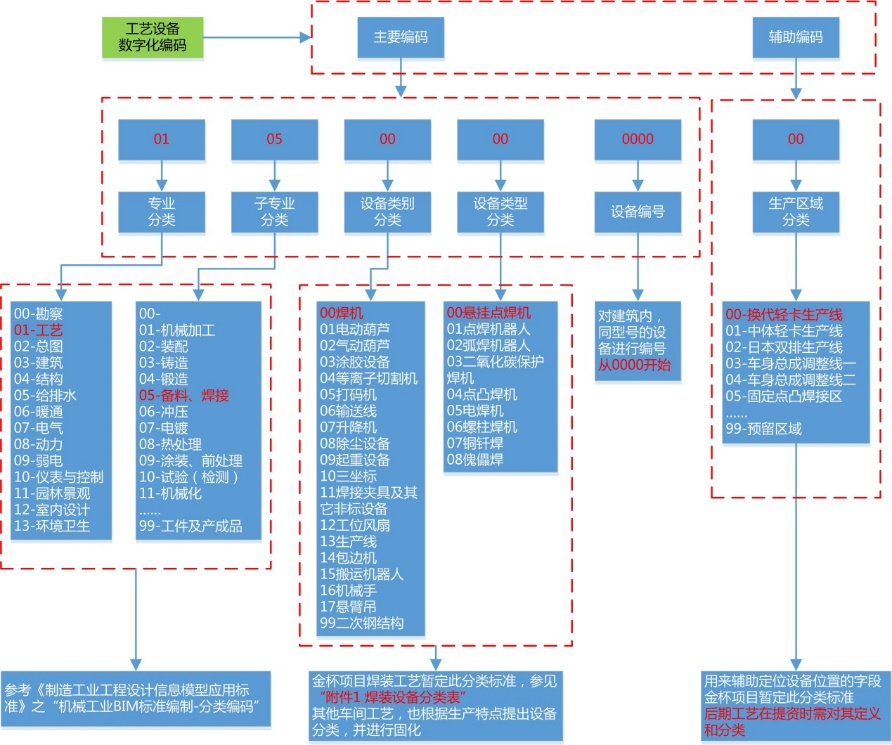 工艺设备
数字化编码
主要编码
辅助编码
01
05
00
00
0000
00
专业
分类
子专业
分类
设备类别
分类
设备类型
分类
设备编号
生产区域
分类
00-勘察
01-工艺
02-总图
03-建筑
04-结构
05-给排水
06-暖通
07-电气
08-动力
09-弱电
10-仪表与控制
11-园林景观
12-室内设计
13-环境卫生
00-
01-机械加工
02-装配
03-铸造
04-锻造
05-备料、焊接
06-冲压
07-电镀
08-热处理
09-涂装、前处理
10-试验（检测）
11-机械化
......
99-工件及产成品
00焊机
01电动葫芦
02气动葫芦
03涂胶设备
04等离子切割机
05打码机
06输送线
07升降机
08除尘设备
09起重设备
10三坐标
11焊接夹具及其
它非标设备
12工位风扇
13生产线
14包边机
15搬运机器人
16机械手
17悬臂吊
99二次钢结构
00悬挂点焊机
01点焊机器人
02弧焊机器人
03二氧化碳保护
焊机
04点凸焊机
05电焊机
06螺柱焊机
07铜钎焊
08傀儡焊
对建筑内，
同型号的设
备进行编号
从0000开始
00-换代轻卡生产线
01-中体轻卡生产线
02-日本双排生产线
03-车身总成调整线一
04-车身总成调整线二
05-固定点凸焊接区
......
99-预留区域
参考《制造工业工程设计信息模型应用标
准》之“机械工业BIM标准编制-分类编码”
金杯项目焊装工艺暂定此分类标准，参见
“附件1 焊装设备分类表”
其他车间工艺，也根据生产特点提出设备
分类，并进行固化
用来辅助定位设备位置的字段
金杯项目暂定此分类标准
后期工艺在提资时需对其定义
和分类